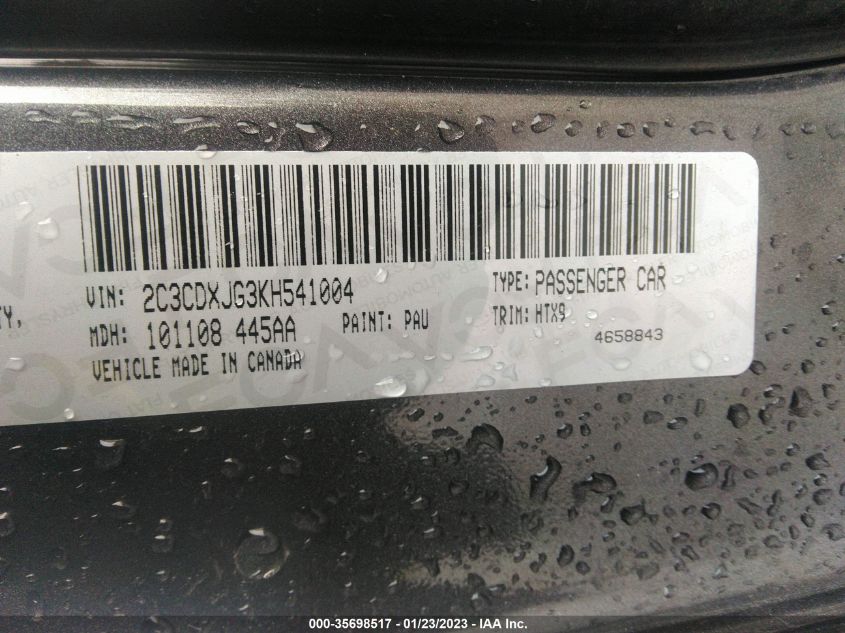 VIN: 2C3CDXJG3KH541004 TYPE: PASSENGER CAR
TY, MDH: 101108 445AA PAINT: PAU TRIM: HTX9
VEHICLE MADE IN CANADA 4658843
000-35698517 \ 01/23/2023 - © IAA Inc.